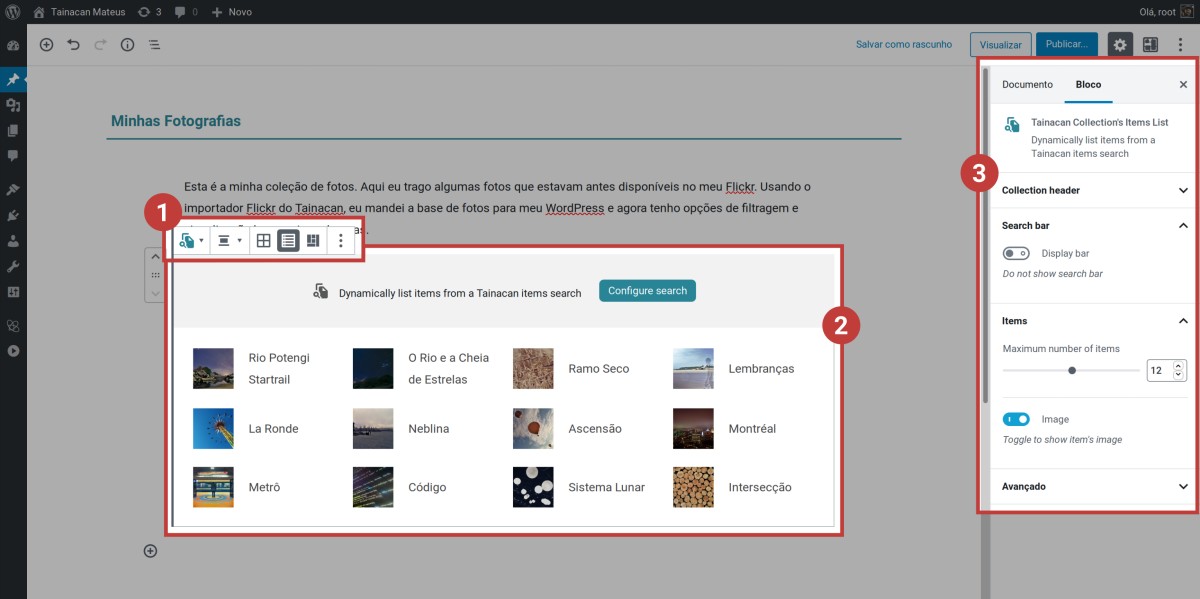 Tainacan Mateus
3
0
Novo
Olá, root
Salvar como rascunho
Visualizar
Publicar...
Minhas Fotografias
Esta é a minha coleção de fotos. Aqui eu trago algumas fotos que estavam antes disponíveis no meu Flickr. Usando o
importador Flickr do Tainacan, eu mandei a base de fotos para meu WordPress e agora tenho opções de filtragem e
1
Dynamically list items from a Tainacan items search
Configure search
2
Rio Potengi
Startrail
O Rio e a Cheia
de Estrelas
Ramo Seco
Lembranças
La Ronde
Neblina
Ascensão
Montréal
Metrô
Código
Sistema Lunar
Intersecção
3
Documento
Bloco
Tainacan Collection's Items List
Dynamically list items from a
Tainacan items search
Collection header
Search bar
Display bar
Do not show search bar
Items
Maximum number of items
12
Image
Toggle to show item's image
Avançado